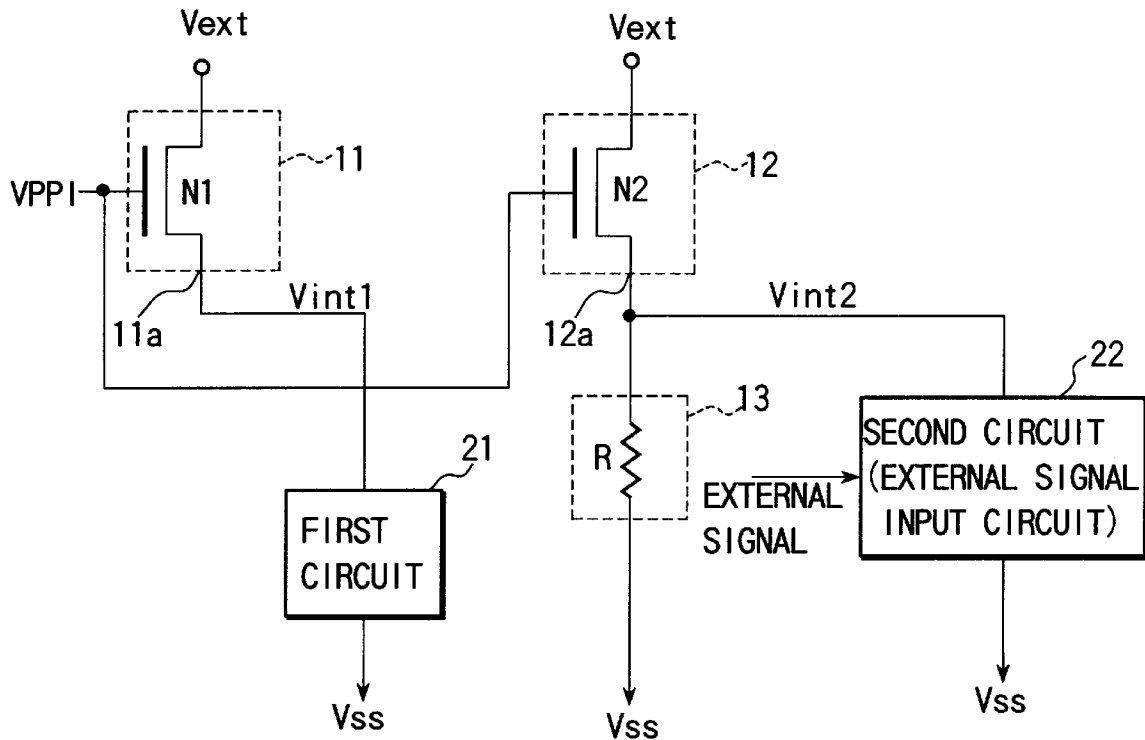 Vext
Vext
11
12
VPPI
N1
N2
11a
Vint1
12a
Vint2
22
13
R
21
FIRST
CIRCUIT
EXTERNAL
SIGNAL
SECOND CIRCUIT
(EXTERNAL SIGNAL
INPUT CIRCUIT)
Vss
Vss
Vss